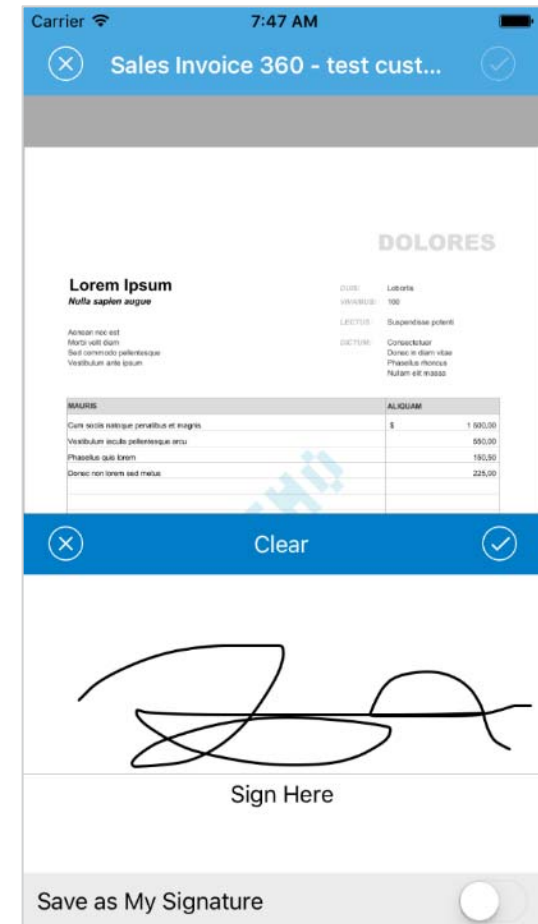 Carrier 7:47 AM
Sales Invoice 360 - test cust...
DOLORES
Lorem Ipsum
Nulla sapien augue
DUIS: Lobortis
VIVAMUS: 100
LECTUS: Suspendisse potenti
Aenean nec est
Morbi velit diam
Sed commodo pellentesque
Vestibulum ante ipsum
DICTUM: Consectetuer
Donec in diam vitae
Phasellus rhoncus
Nullam elit massa
MAURIS ALIQUAM
Cum sociis natoque penatibus et magnis $ 1 500,00
Vestibulum iaculis pellentesque arcu 550,00
Phasellus quis lorem 150,50
Donec non lorem sed metus 225,00
Clear
Sign Here
Save as My Signature